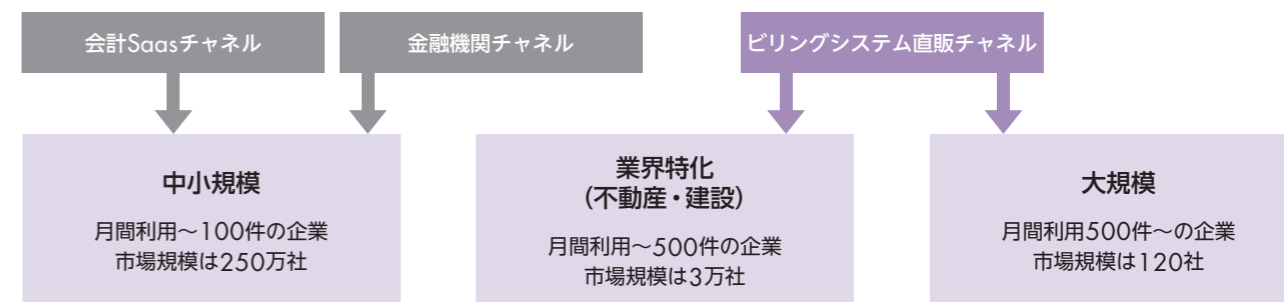 会計Saasチャネル
金融機関チャネル
ビリングシステム直販チャネル
中小規模
月間利用〜100件の企業
市場規模は250万社
業界特化
（不動産・建設）
月間利用〜500件の企業
市場規模は3万社
大規模
月間利用500件〜の企業
市場規模は120社